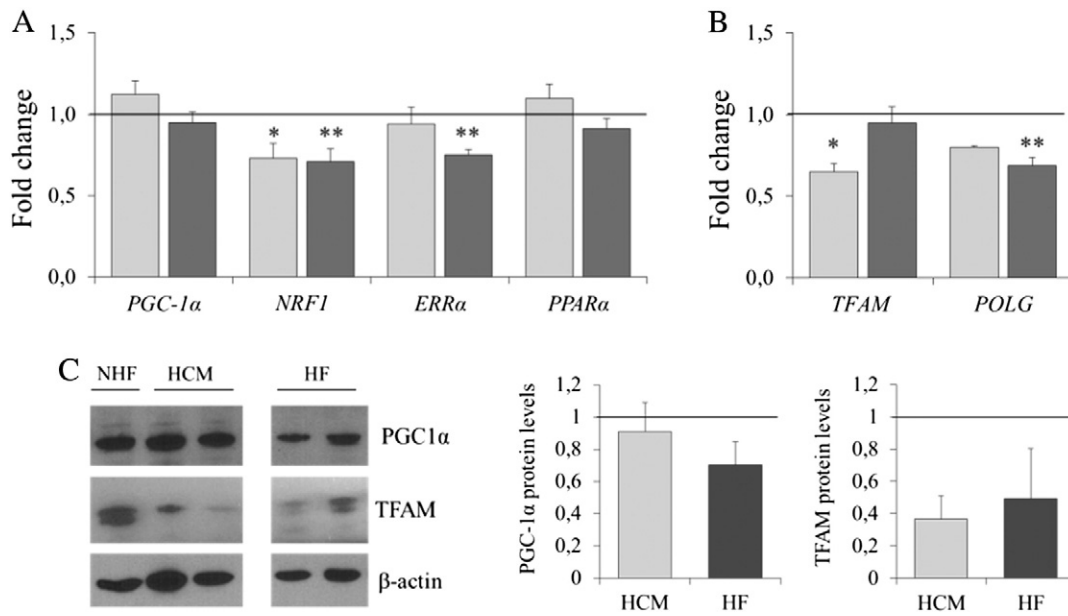 A
Fold change
1,5
1,0
0,5
0,0
*
**
**
PGC-1α
NRF1
ERRα
PPARα
B
Fold change
1,5
1,0
0,5
0,0
*
**
TFAM
POLG
C
NHF
HCM
HF
PGC1α
TFAM
β-actin
PGC-1α protein levels
1,2
1
0,8
0,6
0,4
0,2
0
HCM
HF
TFAM protein levels
1,2
1
0,8
0,6
0,4
0,2
0
HCM
HF